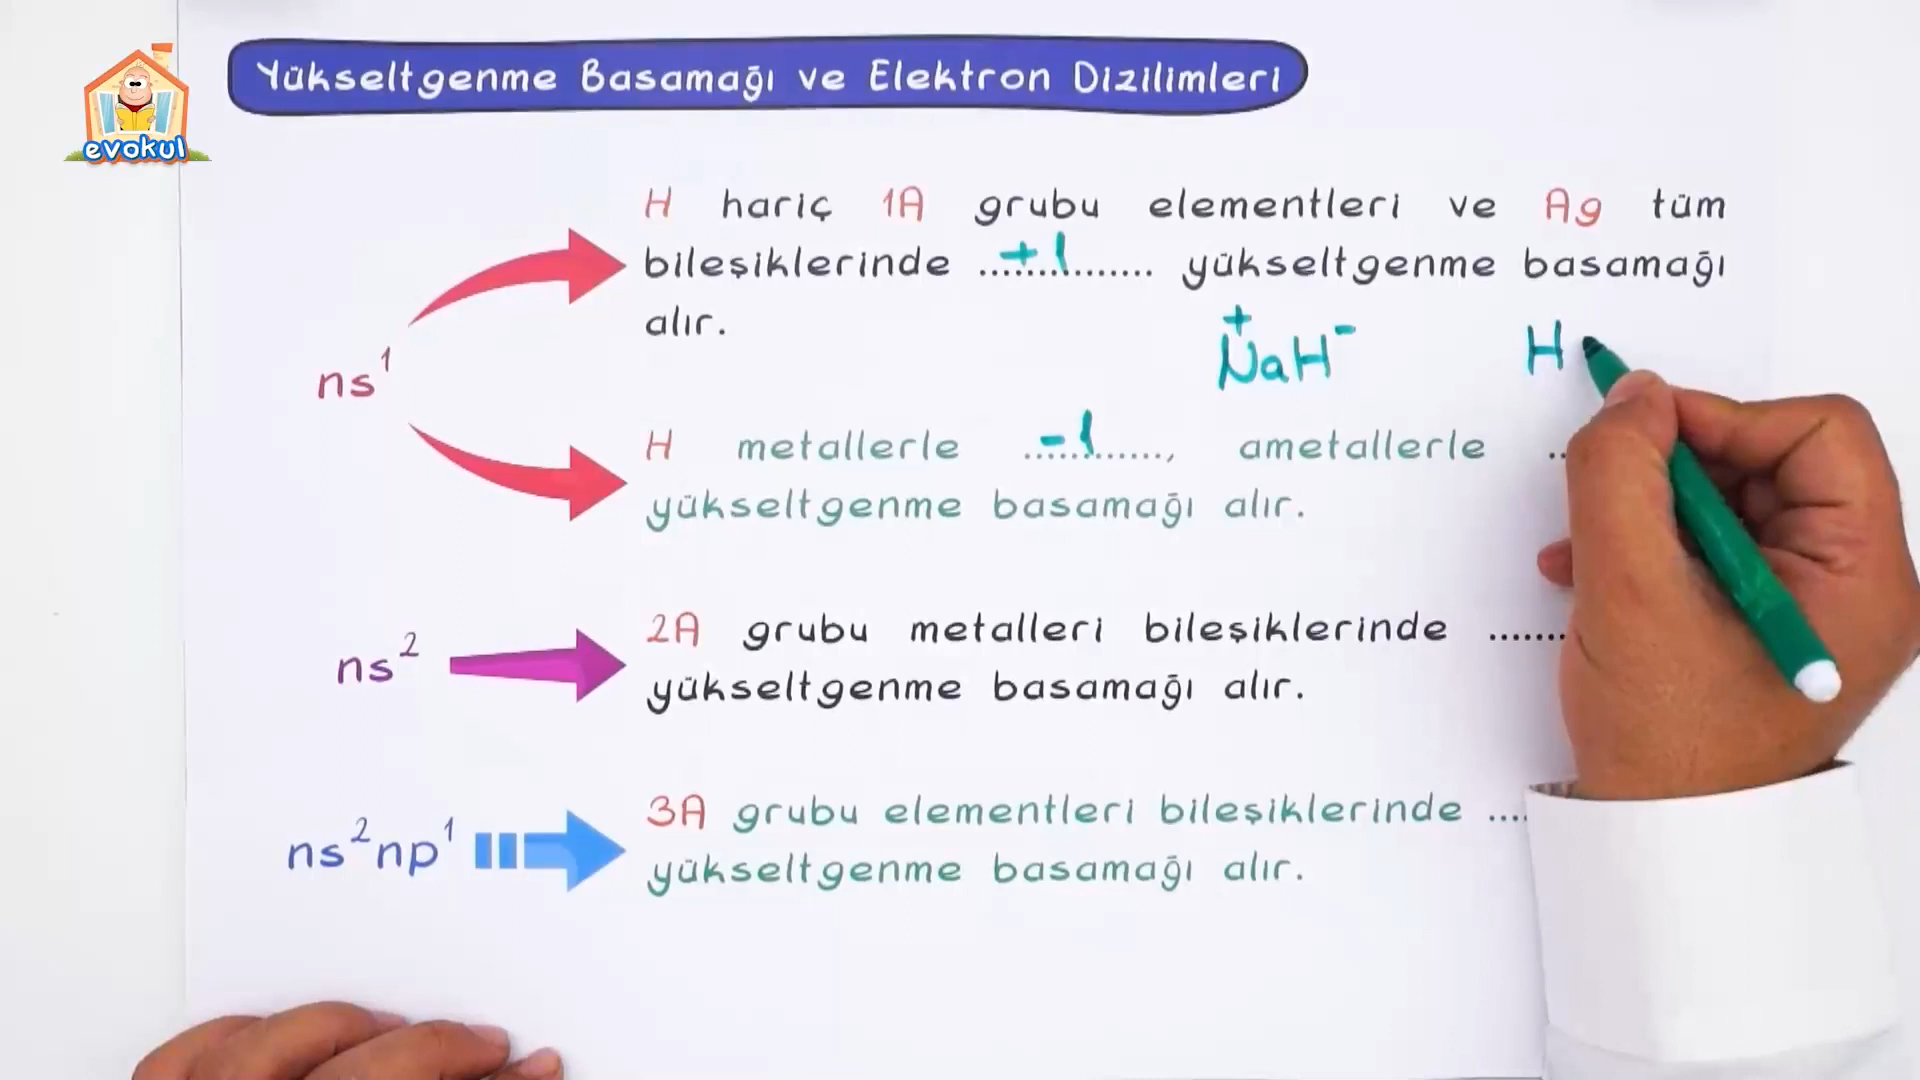 Yükseltgenme Basamağı ve Elektron Dizilimleri
evokul
H hariç 1A grubu elementleri ve Ag tüm
bileşiklerinde ....+1.... yükseltgenme basamağı
alır.
NaH⁻
+
H
ns¹
H metallerle ....-1...., ametallerle ..
yükseltgenme basamağı alır.
ns²
2A grubu metalleri bileşiklerinde .......
yükseltgenme basamağı alır.
ns²np¹
3A grubu elementleri bileşiklerinde ....
yükseltgenme basamağı alır.